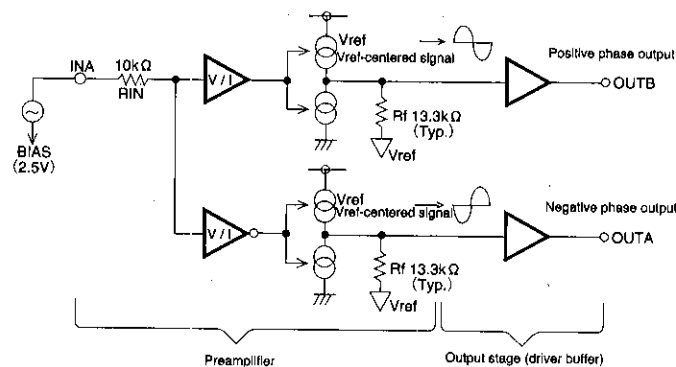 INA
10kΩ
RIN
BIAS
(2.5V)
V/I
Vref
Vref-centered signal
Rf 13.3kΩ
(Typ.)
Vref
Positive phase output
OUTB
V/I
Vref
Vref-centered signal
Rf 13.3kΩ
(Typ.)
Vref
Negative phase output
OUTA
Preamplifier
Output stage (driver buffer)